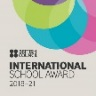 INTERNATIONAL
SCHOOL AWARD
2018-21